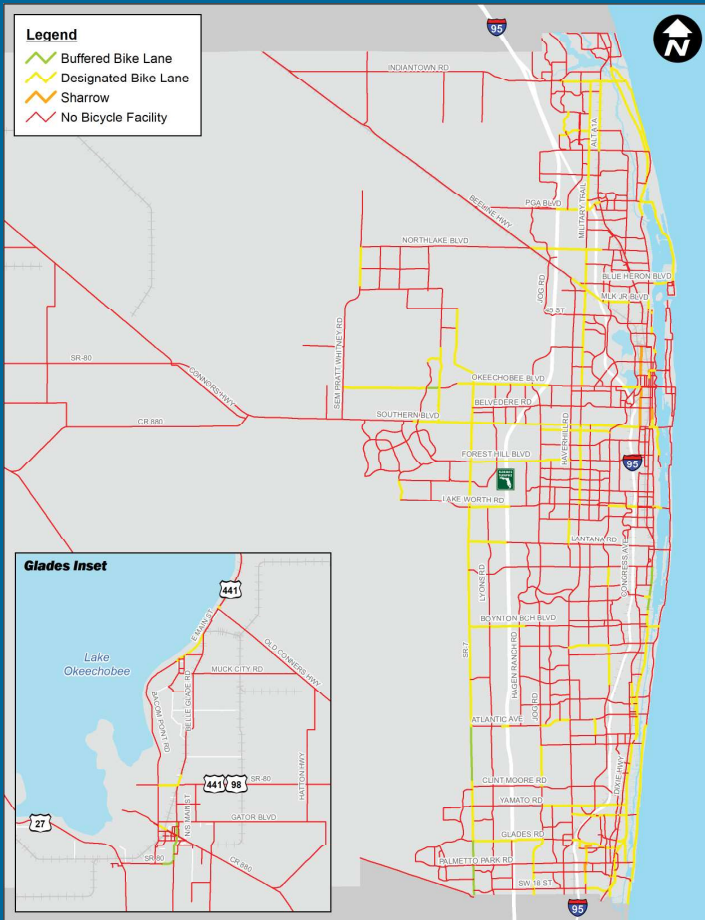 Legend
Buffered Bike Lane
Designated Bike Lane
Sharrow
No Bicycle Facility
95
N
INDIANTOWN RD
ALT A1A
BEELINE HWY
PGA BLVD
MILITARY TRAIL
NORTHLAKE BLVD
BLUE HERON BLVD
JOG RD
MLK JR BLVD
45 ST
SEM PRATT WHITNEY RD
SR-80
CONNORS HWY
OKEECHOBEE BLVD
BELVEDERE RD
SOUTHERN BLVD
CR 880
HAVERHILL RD
FOREST HILL BLVD
95
LAKE WORTH RD
LANTANA RD
CONGRESS AVE
LYONS RD
BOYNTON BCH BLVD
SR-7
HAGEN RANCH RD
JOG RD
ATLANTIC AVE
DIXIE HWY
CLINT MOORE RD
YAMATO RD
GLADES RD
PALMETTO PARK RD
SW 18 ST
95
Glades Inset
441
E MAIN ST
Lake
Okeechobee
OLD CONNERS HWY
MUCK CITY RD
BACOM POINT RD
BELLE GLADE RD
441 98
SR-80
HATTON HWY
27
N/S MAIN ST
GATOR BLVD
SR-80
CR 880